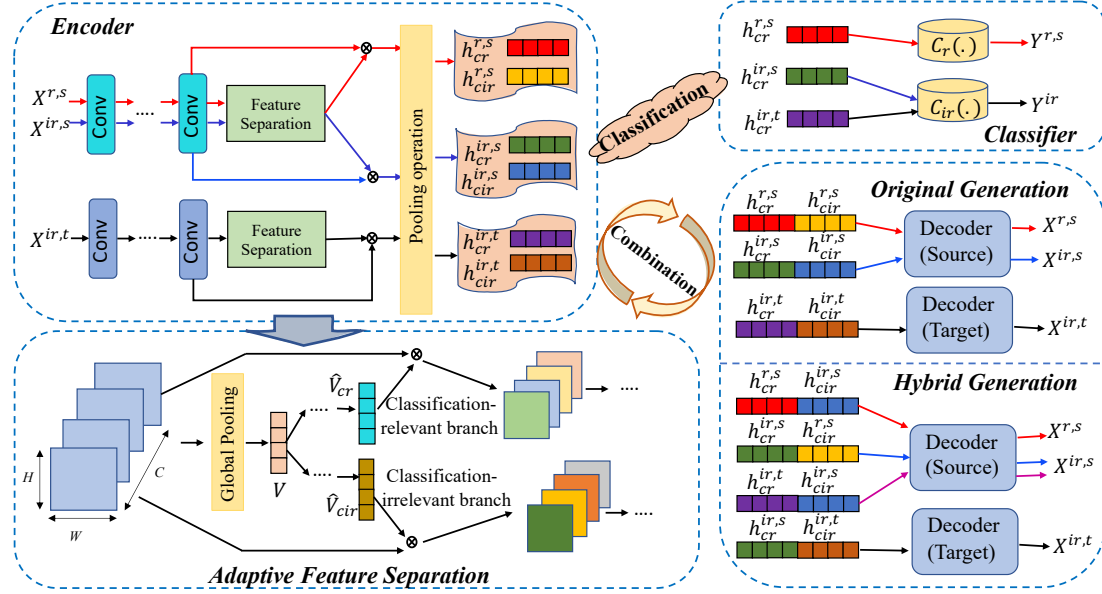 Encoder
X^{r,s}
X^{ir,s}
Conv
....
Conv
Feature
Separation
⊗
⊗
X^{ir,t}
Conv
....
Conv
Feature
Separation
⊗
Pooling operation
h_{cr}^{r,s}
h_{cir}^{r,s}
h_{cr}^{ir,s}
h_{cir}^{ir,s}
h_{cr}^{ir,t}
h_{cir}^{ir,t}
Classification
Combination
h_{cr}^{r,s}
C_r(.)
Y^{r,s}
h_{cr}^{ir,s}
h_{cr}^{ir,t}
C_{ir}(.)
Y^{ir}
Classifier
Original Generation
h_{cr}^{r,s} h_{cir}^{r,s}
h_{cr}^{ir,s} h_{cir}^{ir,s}
Decoder
(Source)
X^{r,s}
X^{ir,s}
h_{cr}^{ir,t} h_{cir}^{ir,t}
Decoder
(Target)
X^{ir,t}
Hybrid Generation
h_{cr}^{r,s} h_{cir}^{ir,s}
h_{cr}^{ir,s} h_{cir}^{r,s}
h_{cr}^{ir,t} h_{cir}^{ir,s}
Decoder
(Source)
X^{r,s}
X^{ir,s}
h_{cr}^{ir,s} h_{cir}^{ir,t}
Decoder
(Target)
X^{ir,t}
H
W
C
Global Pooling
V
....
V̂_{cr}
Classification-
relevant branch
⊗
....
....
V̂_{cir}
Classification-
irrelevant branch
⊗
....
Adaptive Feature Separation